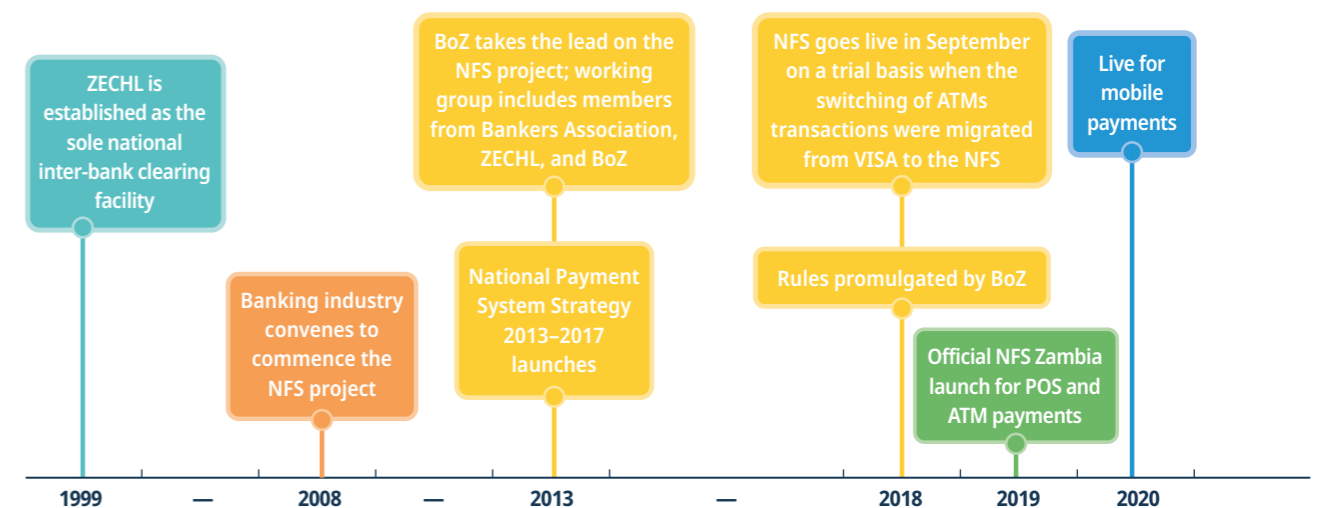 ZECHL is
established as the
sole national
inter-bank clearing
facility
Banking industry
convenes to
commence the
NFS project
BoZ takes the lead on the
NFS project; working
group includes members
from Bankers Association,
ZECHL, and BoZ
National Payment
System Strategy
2013–2017
launches
NFS goes live in September
on a trial basis when the
switching of ATMs
transactions were migrated
from VISA to the NFS
Rules promulgated by BoZ
Official NFS Zambia
launch for POS and
ATM payments
Live for
mobile
payments
1999 — 2008 — 2013 — 2018 2019 2020